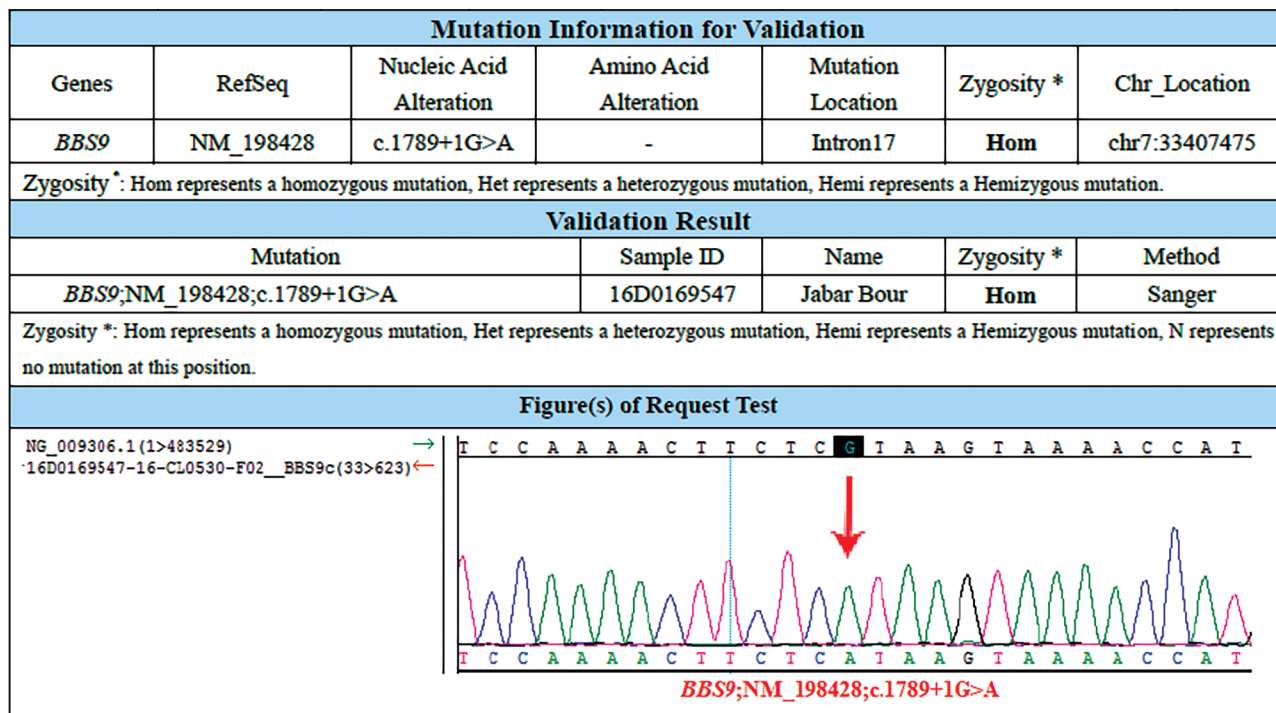 Mutation Information for Validation
Genes RefSeq Nucleic Acid Alteration Amino Acid Alteration Mutation Location Zygosity * Chr_Location
BBS9 NM_198428 c.1789+1G>A - Intron17 Hom chr7:33407475
Zygosity *: Hom represents a homozygous mutation, Het represents a heterozygous mutation, Hemi represents a Hemizygous mutation.
Validation Result
Mutation Sample ID Name Zygosity * Method
BBS9;NM_198428;c.1789+1G>A 16D0169547 Jabar Bour Hom Sanger
Zygosity *: Hom represents a homozygous mutation, Het represents a heterozygous mutation, Hemi represents a Hemizygous mutation, N represents
no mutation at this position.
Figure(s) of Request Test
NG_009306.1(1>483529) → T C C A A A A C T T C T C G T A A G T A A A A C C A T
16D0169547-16-CL0530-F02__BBS9c(33>623) ←
T C C A A A A C T T C T C A T A A G T A A A A C C A T
BBS9;NM_198428;c.1789+1G>A